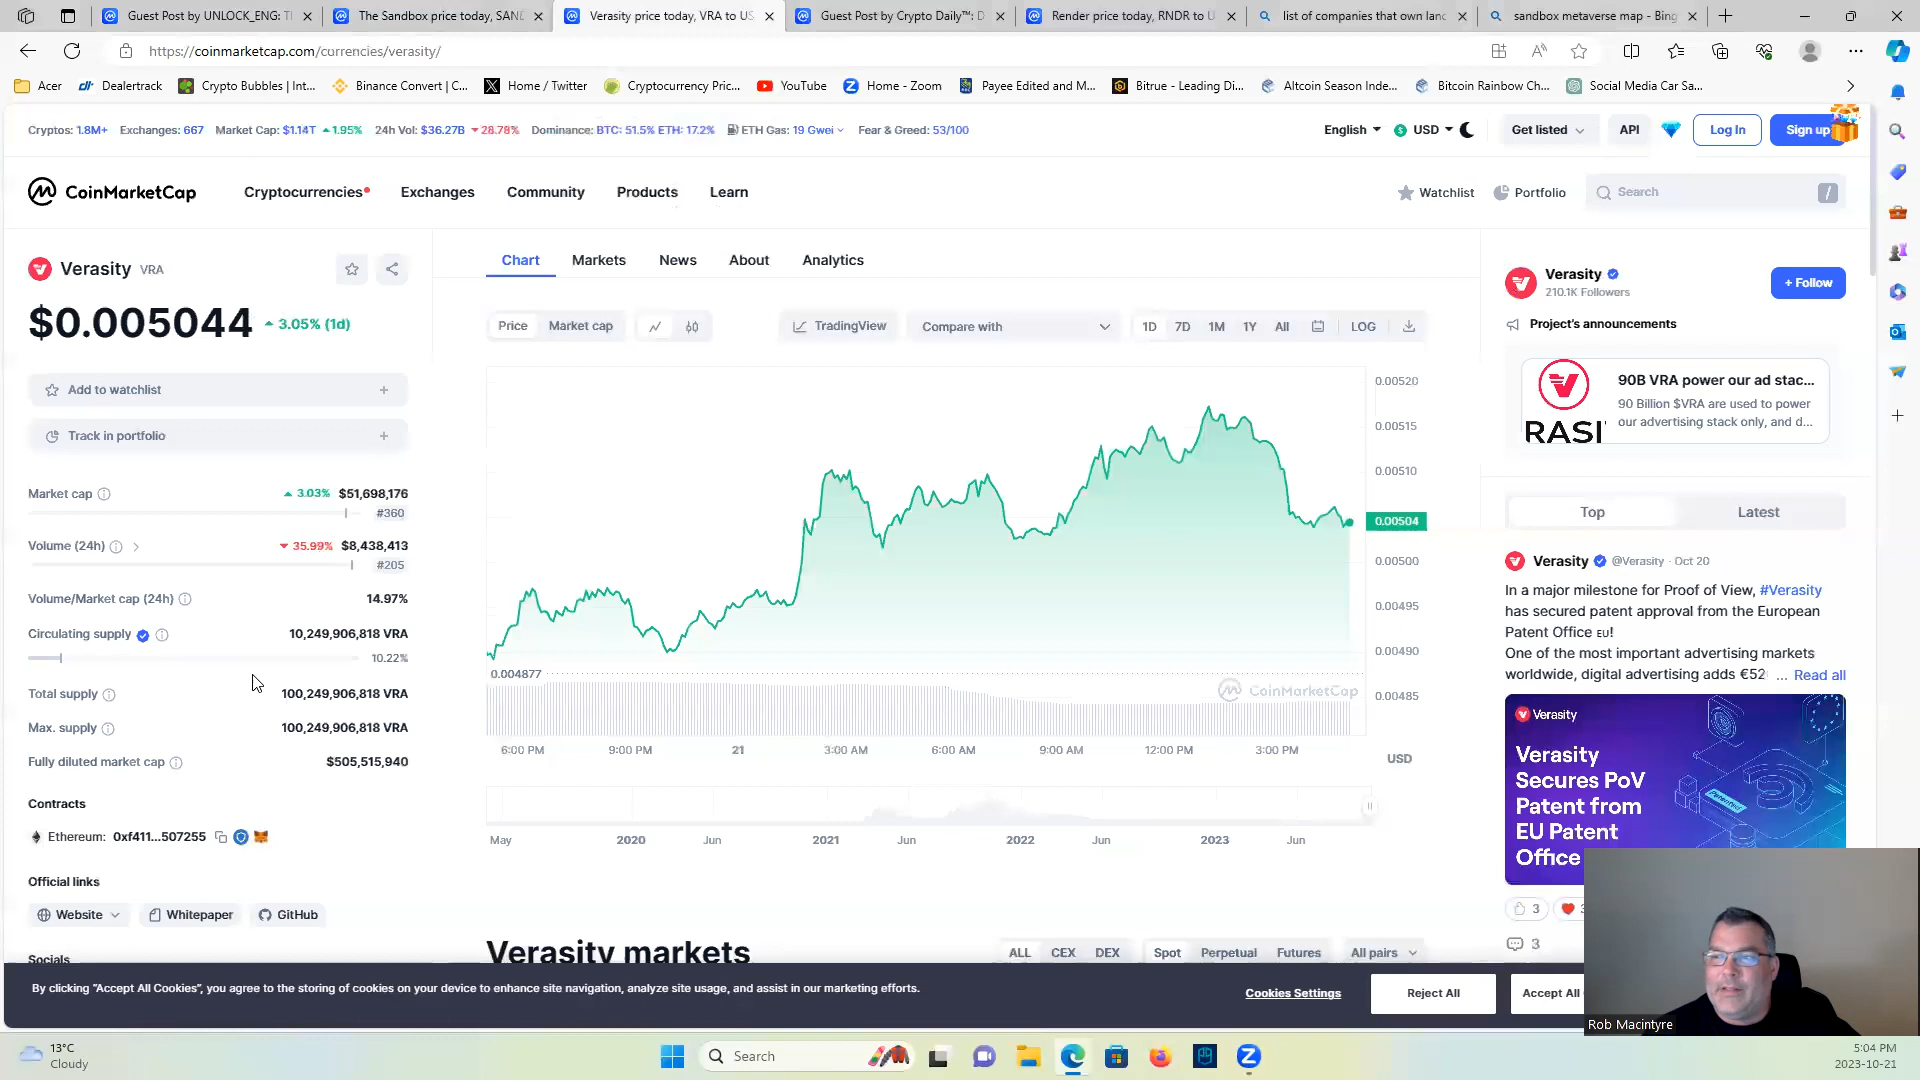 Guest Post by UNLOCK_ENG: T
The Sandbox price today, SAND
Verasity price today, VRA to US
Guest Post by Crypto Daily™: D
Render price today, RNDR to U
list of companies that own land
sandbox metaverse map - Bing
https://coinmarketcap.com/currencies/verasity/
Acer
Dealertrack
Crypto Bubbles | Int...
Binance Convert | C...
Home / Twitter
Cryptocurrency Pric...
YouTube
Home - Zoom
Payee Edited and M...
Bitrue - Leading Di...
Altcoin Season Inde...
Bitcoin Rainbow Ch...
Social Media Car Sa...
Cryptos: 1.8M+ Exchanges: 667 Market Cap: $1.14T 1.95% 24h Vol: $36.27B 28.78% Dominance: BTC: 51.5% ETH: 17.2% ETH Gas: 19 Gwei Fear & Greed: 53/100
English USD Get listed API Log In Sign up
CoinMarketCap
Cryptocurrencies Exchanges Community Products Learn
Watchlist Portfolio Search /
Verasity VRA
$0.005044 3.05% (1d)
Add to watchlist +
Track in portfolio +
Market cap 3.03% $51,698,176
#360
Volume (24h) 35.99% $8,438,413
#205
Volume/Market cap (24h) 14.97%
Circulating supply 10,249,906,818 VRA
10.22%
Total supply 100,249,906,818 VRA
Max. supply 100,249,906,818 VRA
Fully diluted market cap $505,515,940
Contracts
Ethereum: 0xf411...507255
Official links
Website Whitepaper GitHub
Socials
Chart Markets News About Analytics
Price Market cap TradingView Compare with 1D 7D 1M 1Y All LOG
0.00520
0.00515
0.00510
0.00504
0.00500
0.00495
0.00490
0.00485
0.004877
CoinMarketCap
6:00 PM 9:00 PM 21 3:00 AM 6:00 AM 9:00 AM 12:00 PM 3:00 PM
USD
May 2020 Jun 2021 Jun 2022 Jun 2023 Jun
Verasity markets
ALL CEX DEX Spot Perpetual Futures All pairs
Verasity
210.1K Followers
+ Follow
Project's announcements
90B VRA power our ad stac...
90 Billion $VRA are used to power
our advertising stack only, and d...
RASI
Top Latest
Verasity @Verasity · Oct 20
In a major milestone for Proof of View, #Verasity
has secured patent approval from the European
Patent Office EU!
One of the most important advertising markets
worldwide, digital advertising adds €52 ... Read all
Verasity
Verasity
Secures PoV
Patent from
EU Patent
Office
3
3
3
By clicking "Accept All Cookies", you agree to the storing of cookies on your device to enhance site navigation, analyze site usage, and assist in our marketing efforts.
Cookies Settings Reject All Accept All
Rob Macintyre
13°C
Cloudy
Search
5:04 PM
2023-10-21